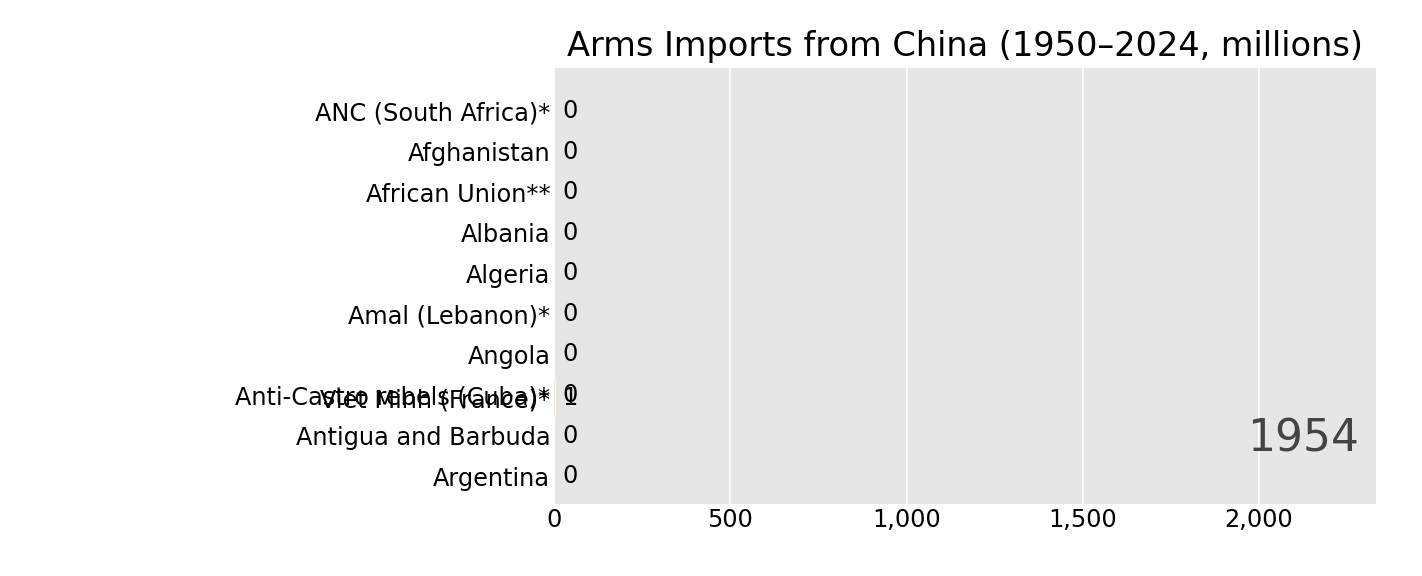 Arms Imports from China (1950–2024, millions)
ANC (South Africa)* 0
Afghanistan 0
African Union** 0
Albania 0
Algeria 0
Amal (Lebanon)* 0
Angola 0
Anti-Castro rebels (Cuba)* 0
Viet Minh (France)* 1
Antigua and Barbuda 0
1954
Argentina 0
0 500 1,000 1,500 2,000